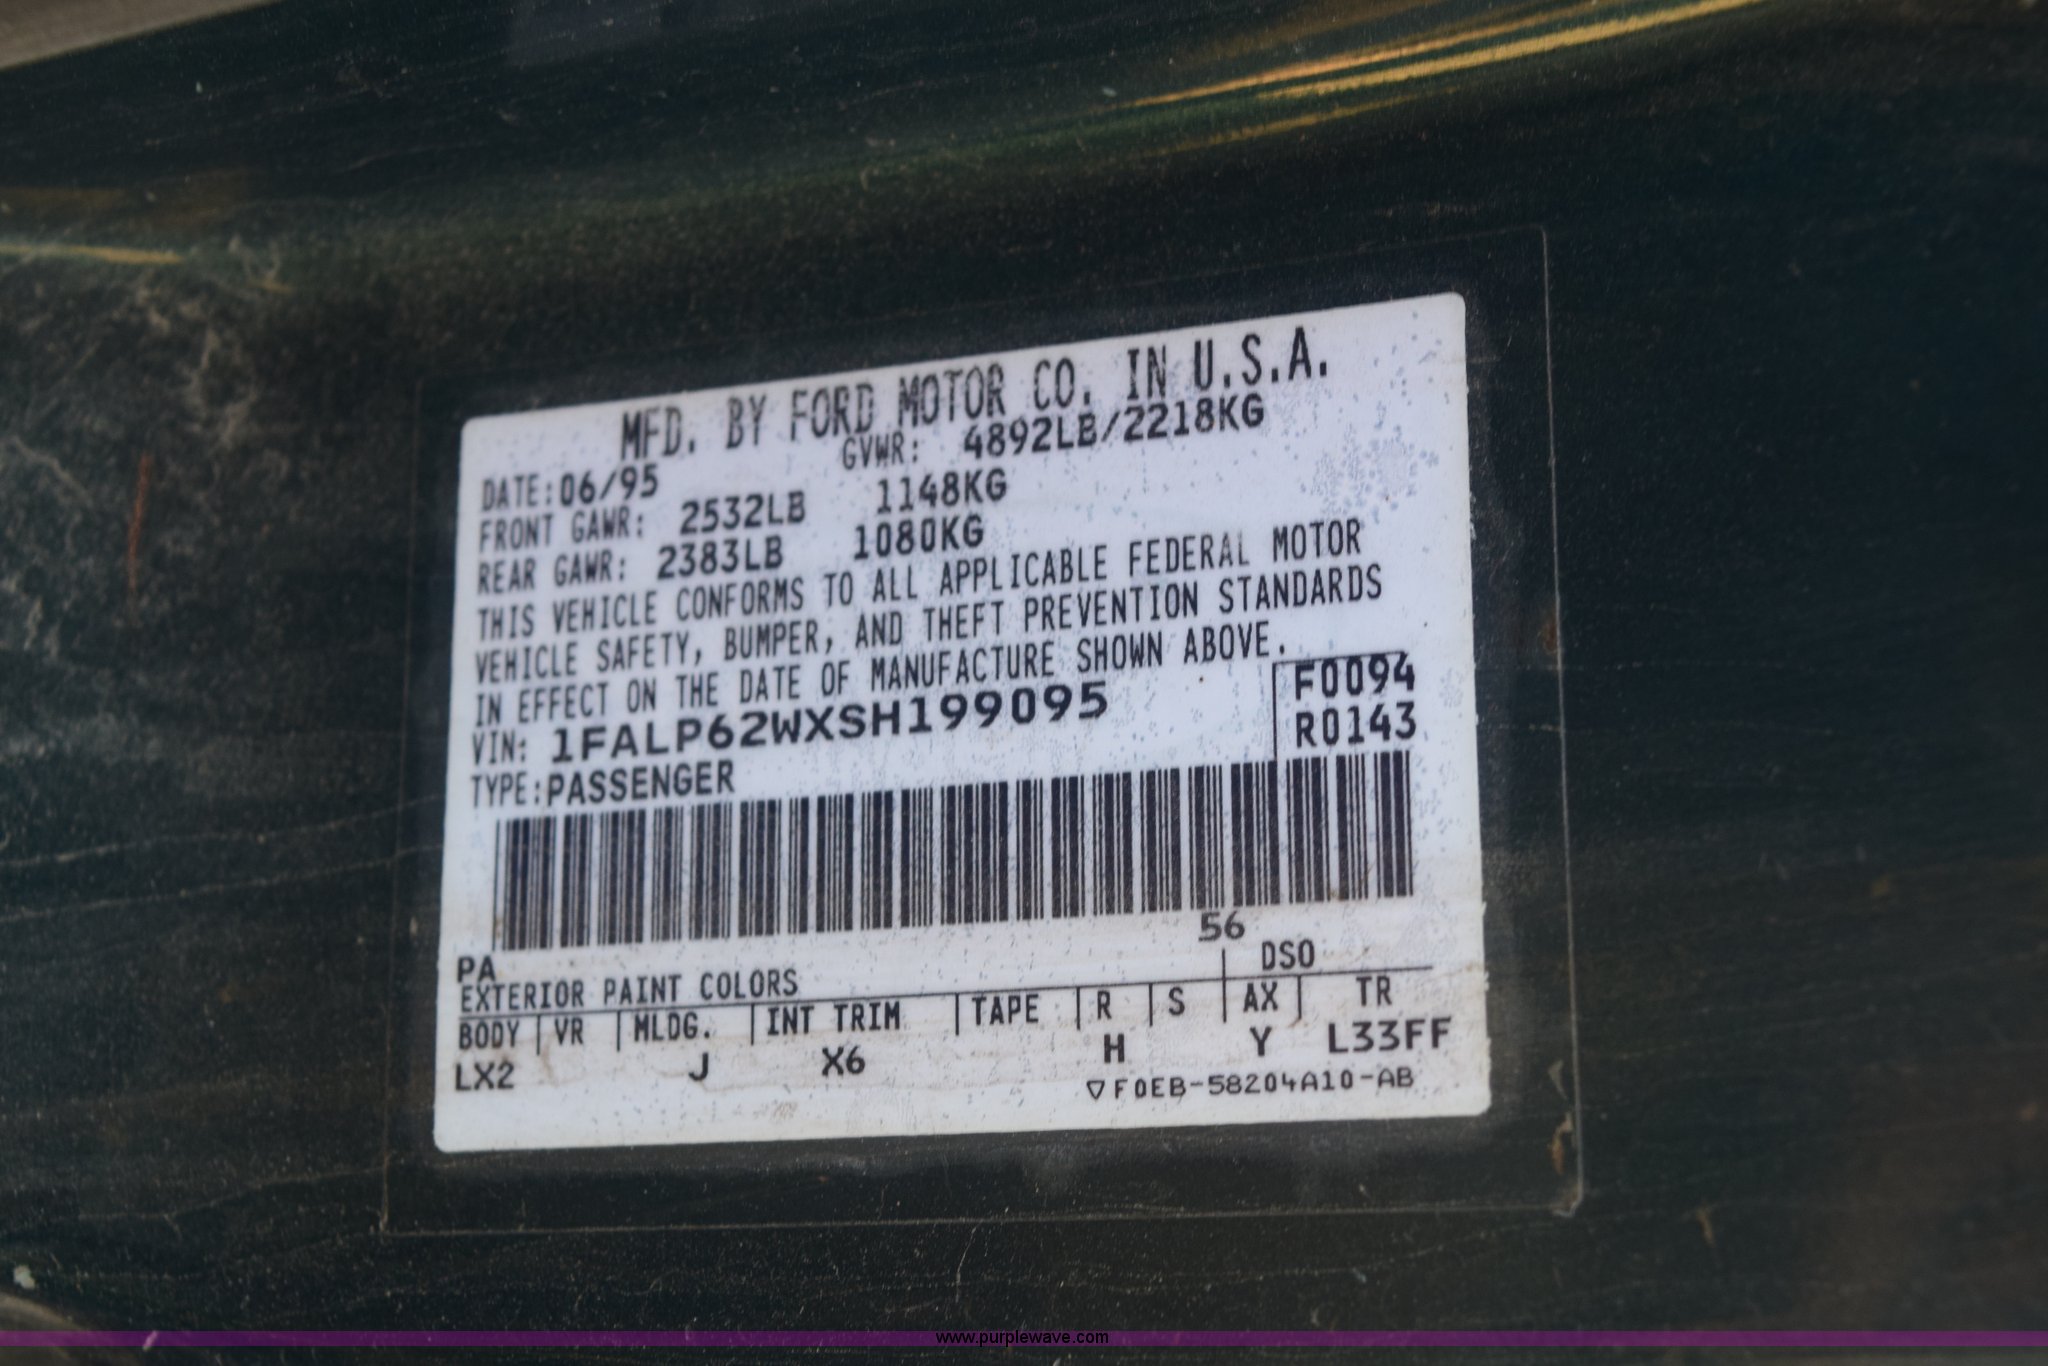 MFD. BY FORD MOTOR CO. IN U.S.A.
DATE:06/95 GVWR: 4892LB/2218KG
FRONT GAWR: 2532LB 1148KG
REAR GAWR: 2383LB 1080KG
THIS VEHICLE CONFORMS TO ALL APPLICABLE FEDERAL MOTOR
VEHICLE SAFETY, BUMPER, AND THEFT PREVENTION STANDARDS
IN EFFECT ON THE DATE OF MANUFACTURE SHOWN ABOVE.
VIN: 1FALP62WXSH199095 F0094
TYPE:PASSENGER R0143
56
PA DSO
EXTERIOR PAINT COLORS
BODY VR MLDG. INT TRIM TAPE R S AX TR
LX2 J X6 H Y L33FF
▽F0EB-58204A10-AB
www.purplewave.com